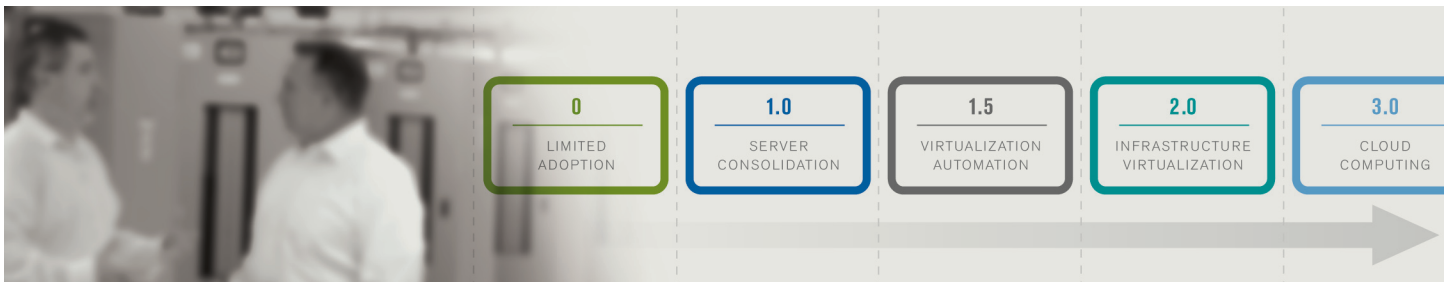 0
LIMITED
ADOPTION
1.0
SERVER
CONSOLIDATION
1.5
VIRTUALIZATION
AUTOMATION
2.0
INFRASTRUCTURE
VIRTUALIZATION
3.0
CLOUD
COMPUTING